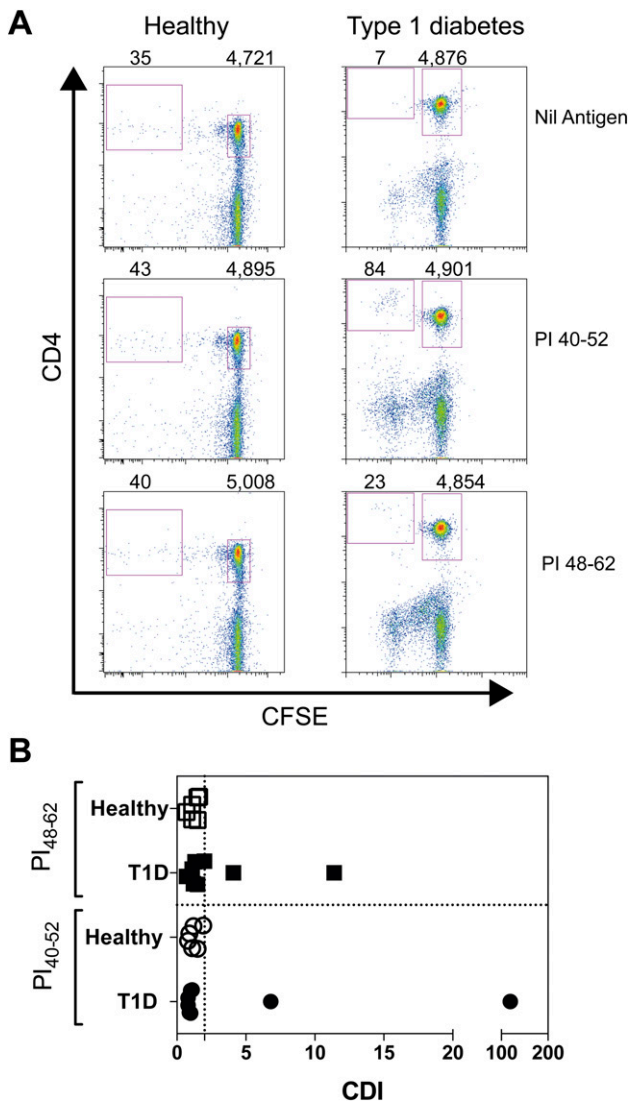 A
Healthy Type 1 diabetes
35 4,721 7 4,876
Nil Antigen
43 4,895 84 4,901
PI 40-52
40 5,008 23 4,854
PI 48-62
CD4
CFSE
B
PI48-62
Healthy
T1D
PI40-52
Healthy
T1D
0 5 10 15 20 100 200
CDI